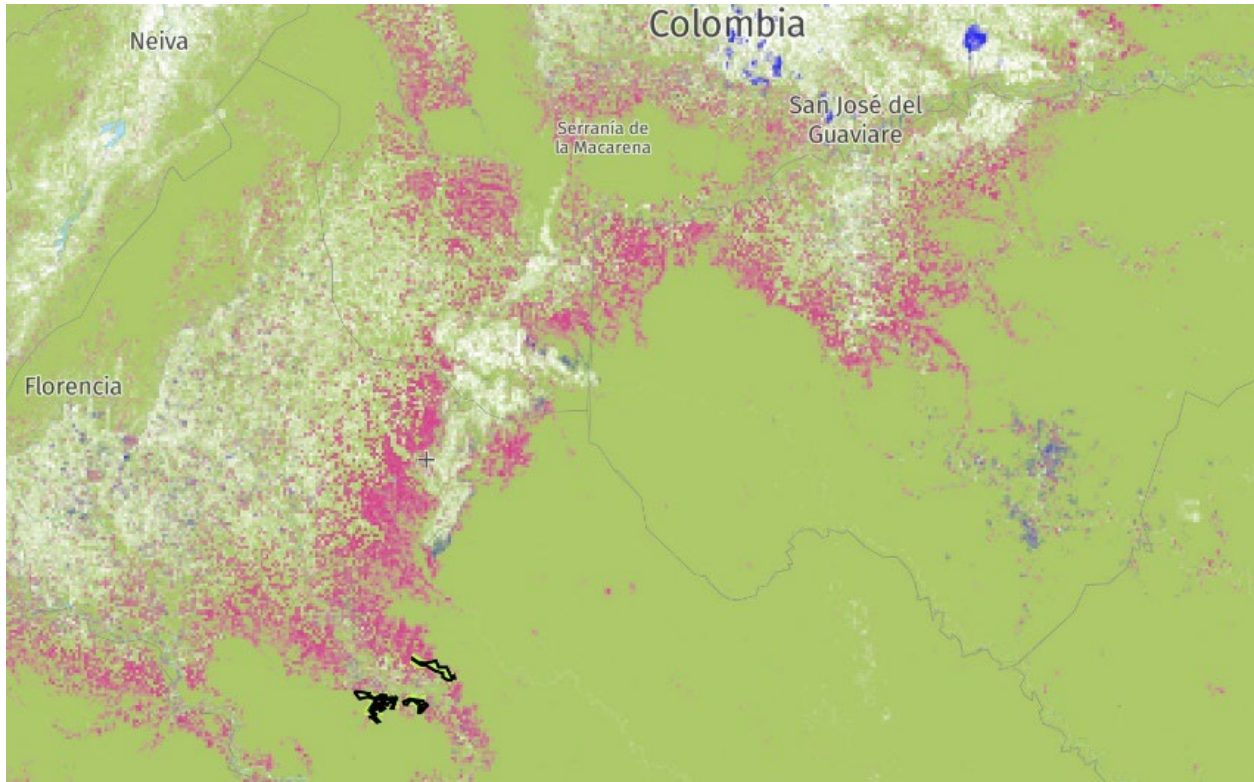 Colombia
Neiva
San José del
Guaviare
Serranía de
la Macarena
Florencia